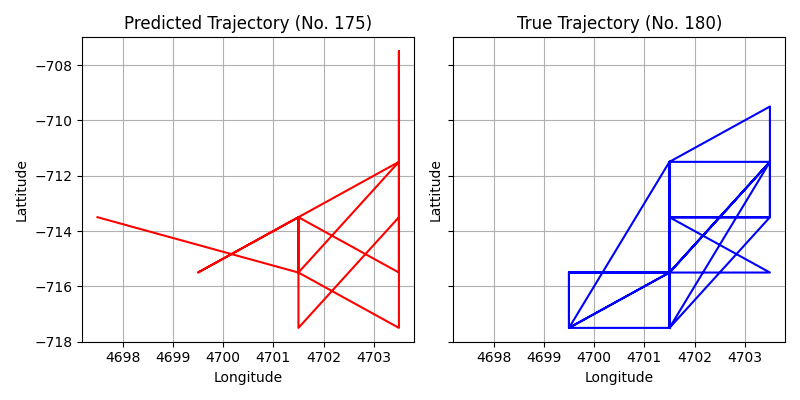 Predicted Trajectory (No. 175)
True Trajectory (No. 180)
−708
−710
−712
−714
−716
−718
Lattitude
Lattitude
4698 4699 4700 4701 4702 4703
4698 4699 4700 4701 4702 4703
Longitude
Longitude